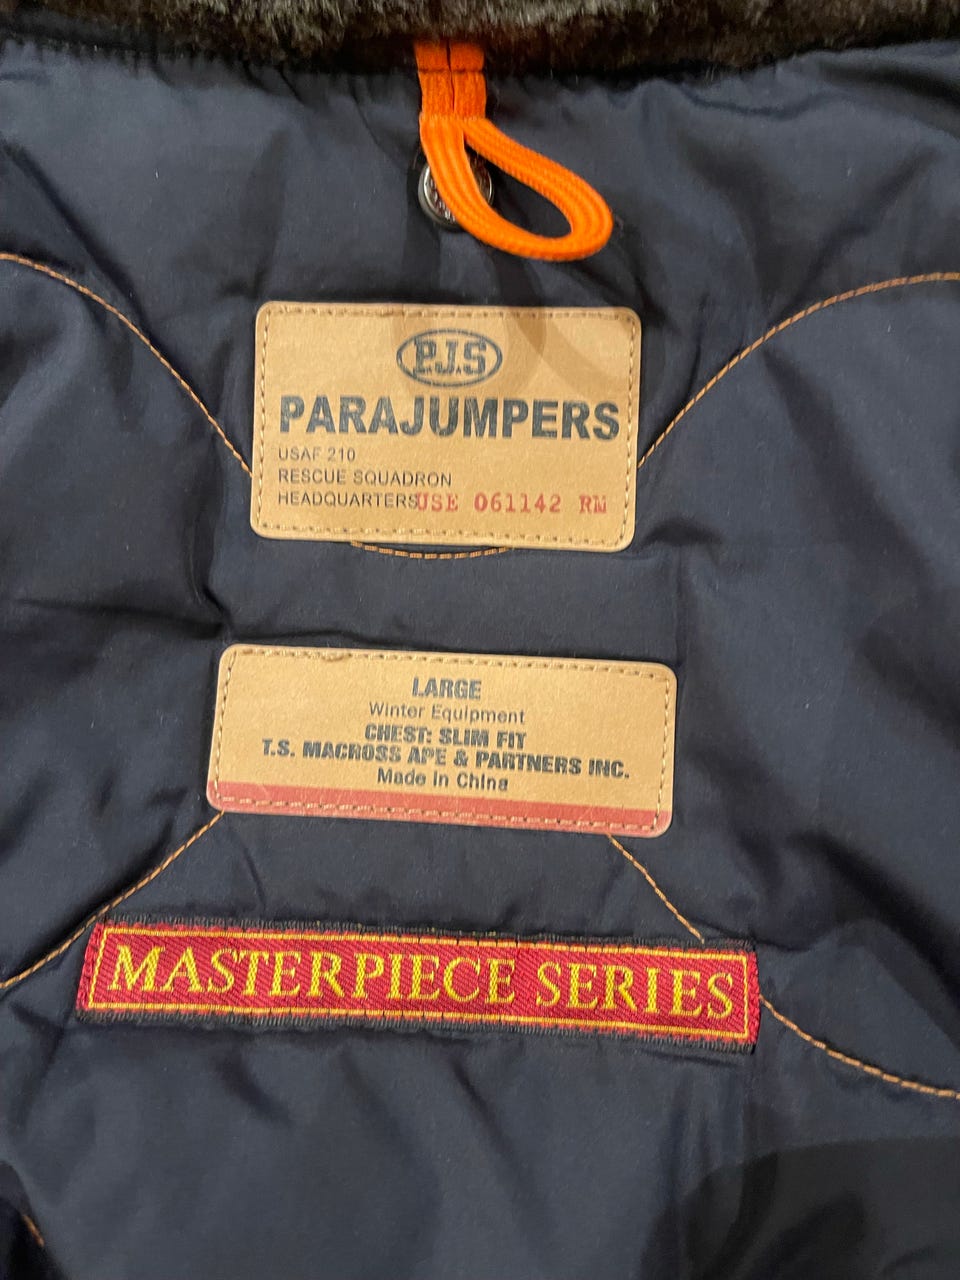 P.J.S
PARAJUMPERS
USAF 210
RESCUE SQUADRON
HEADQUARTERS USE 061142 RM
LARGE
Winter Equipment
CHEST: SLIM FIT
T.S. MACROSS APE & PARTNERS INC.
Made in China
MASTERPIECE SERIES